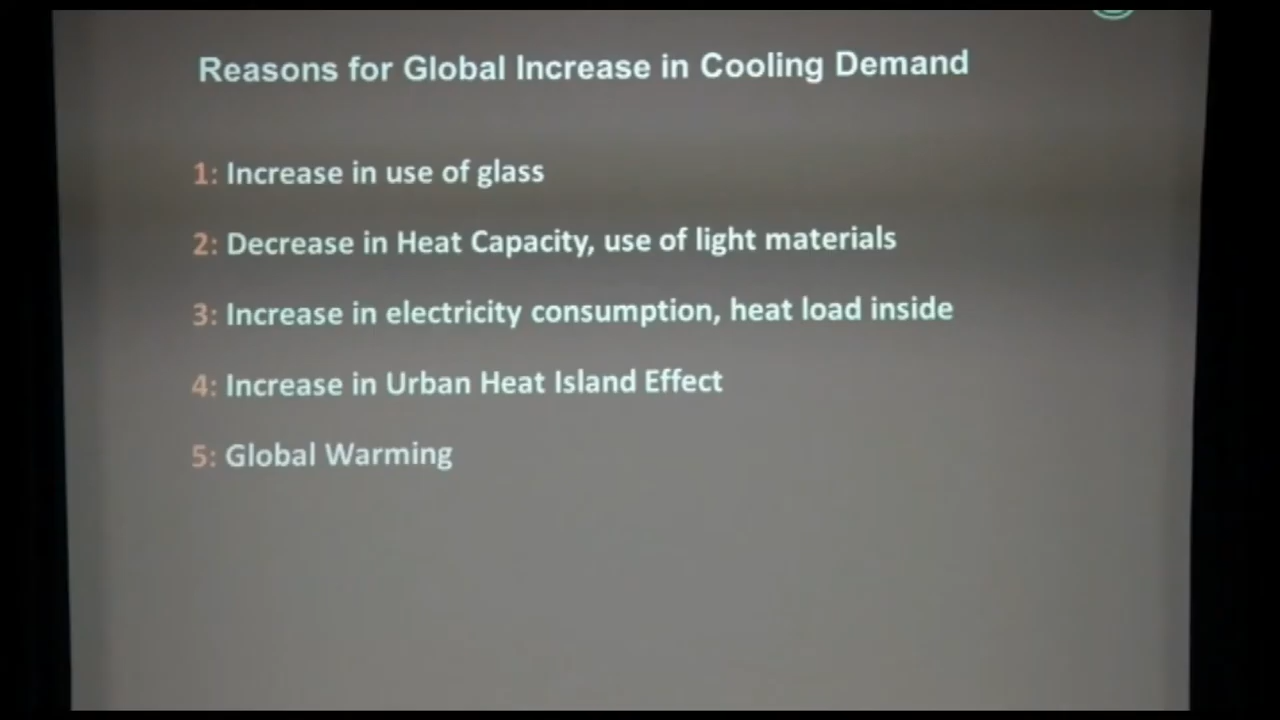 Reasons for Global Increase in Cooling Demand
1: Increase in use of glass
2: Decrease in Heat Capacity, use of light materials
3: Increase in electricity consumption, heat load inside
4: Increase in Urban Heat Island Effect
5: Global Warming